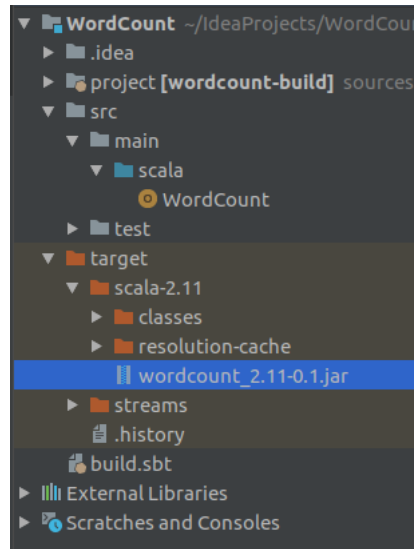 WordCount ~/IdeaProjects/WordCou
.idea
project [wordcount-build] sources
src
main
scala
WordCount
test
target
scala-2.11
classes
resolution-cache
wordcount_2.11-0.1.jar
streams
.history
build.sbt
External Libraries
Scratches and Consoles